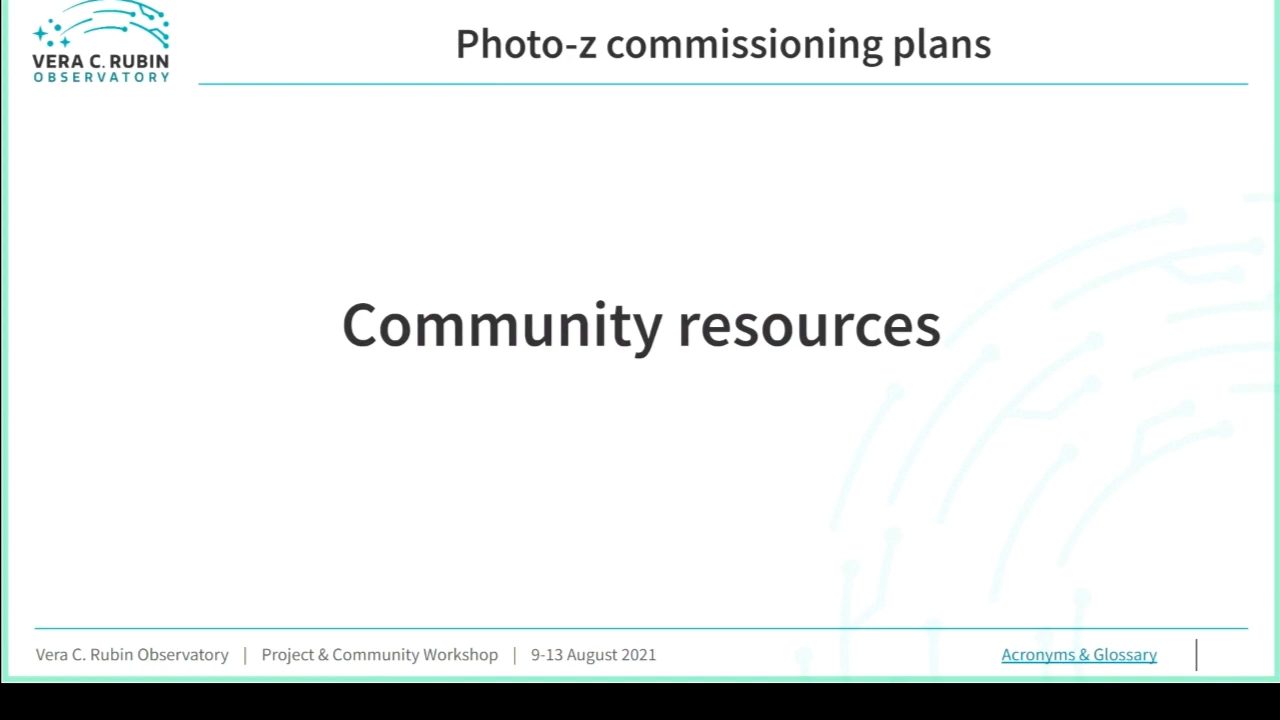 VERA C. RUBIN
OBSERVATORY
Photo-z commissioning plans
Community resources
Vera C. Rubin Observatory | Project & Community Workshop | 9-13 August 2021
Acronyms & Glossary |